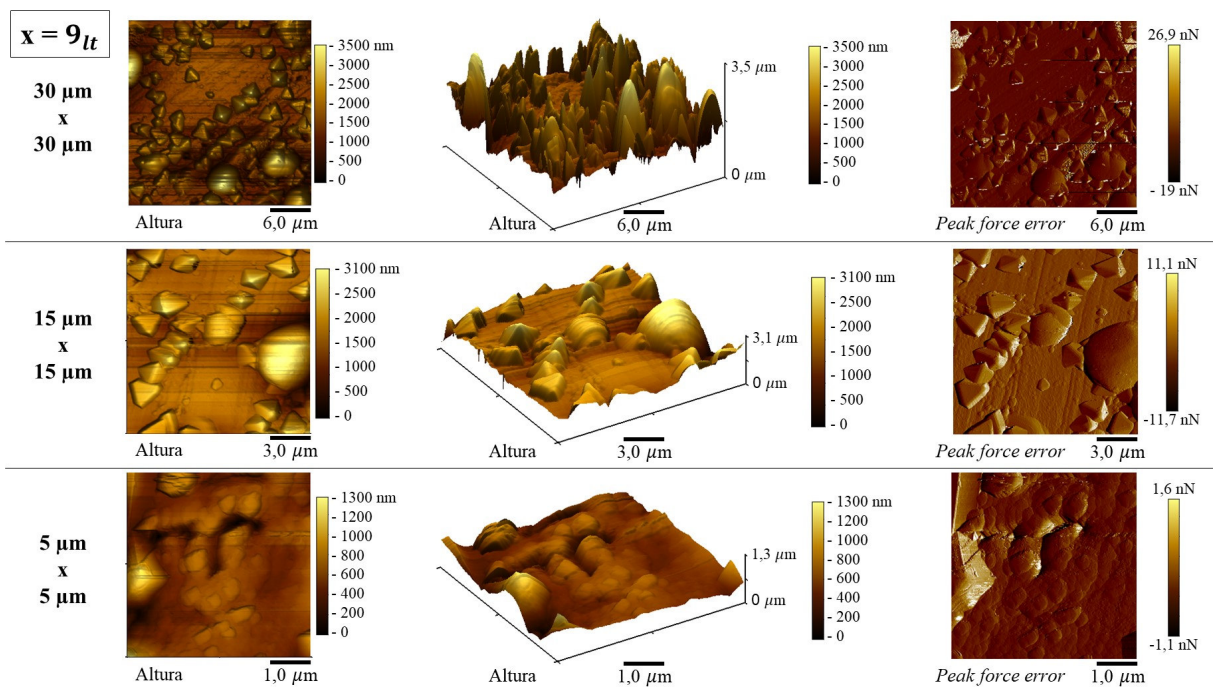 x = 9lt
30 µm
x
30 µm
- 3500 nm
- 3000
- 2500
- 2000
- 1500
- 1000
- 500
- 0
Altura
6,0 µm
3,5 µm
0 µm
Altura
6,0 µm
- 3500 nm
- 3000
- 2500
- 2000
- 1500
- 1000
- 500
- 0
26,9 nN
- 19 nN
Peak force error
6,0 µm
15 µm
x
15 µm
- 3100 nm
- 2500
- 2000
- 1500
- 1000
- 500
- 0
Altura
3,0 µm
3,1 µm
0 µm
Altura
3,0 µm
- 3100 nm
- 2500
- 2000
- 1500
- 1000
- 500
- 0
11,1 nN
-11,7 nN
Peak force error
3,0 µm
5 µm
x
5 µm
- 1300 nm
- 1200
- 1000
- 800
- 600
- 400
- 200
- 0
Altura
1,0 µm
1,3 µm
0 µm
Altura
1,0 µm
- 1300 nm
- 1200
- 1000
- 800
- 600
- 400
- 200
- 0
1,6 nN
-1,1 nN
Peak force error
1,0 µm